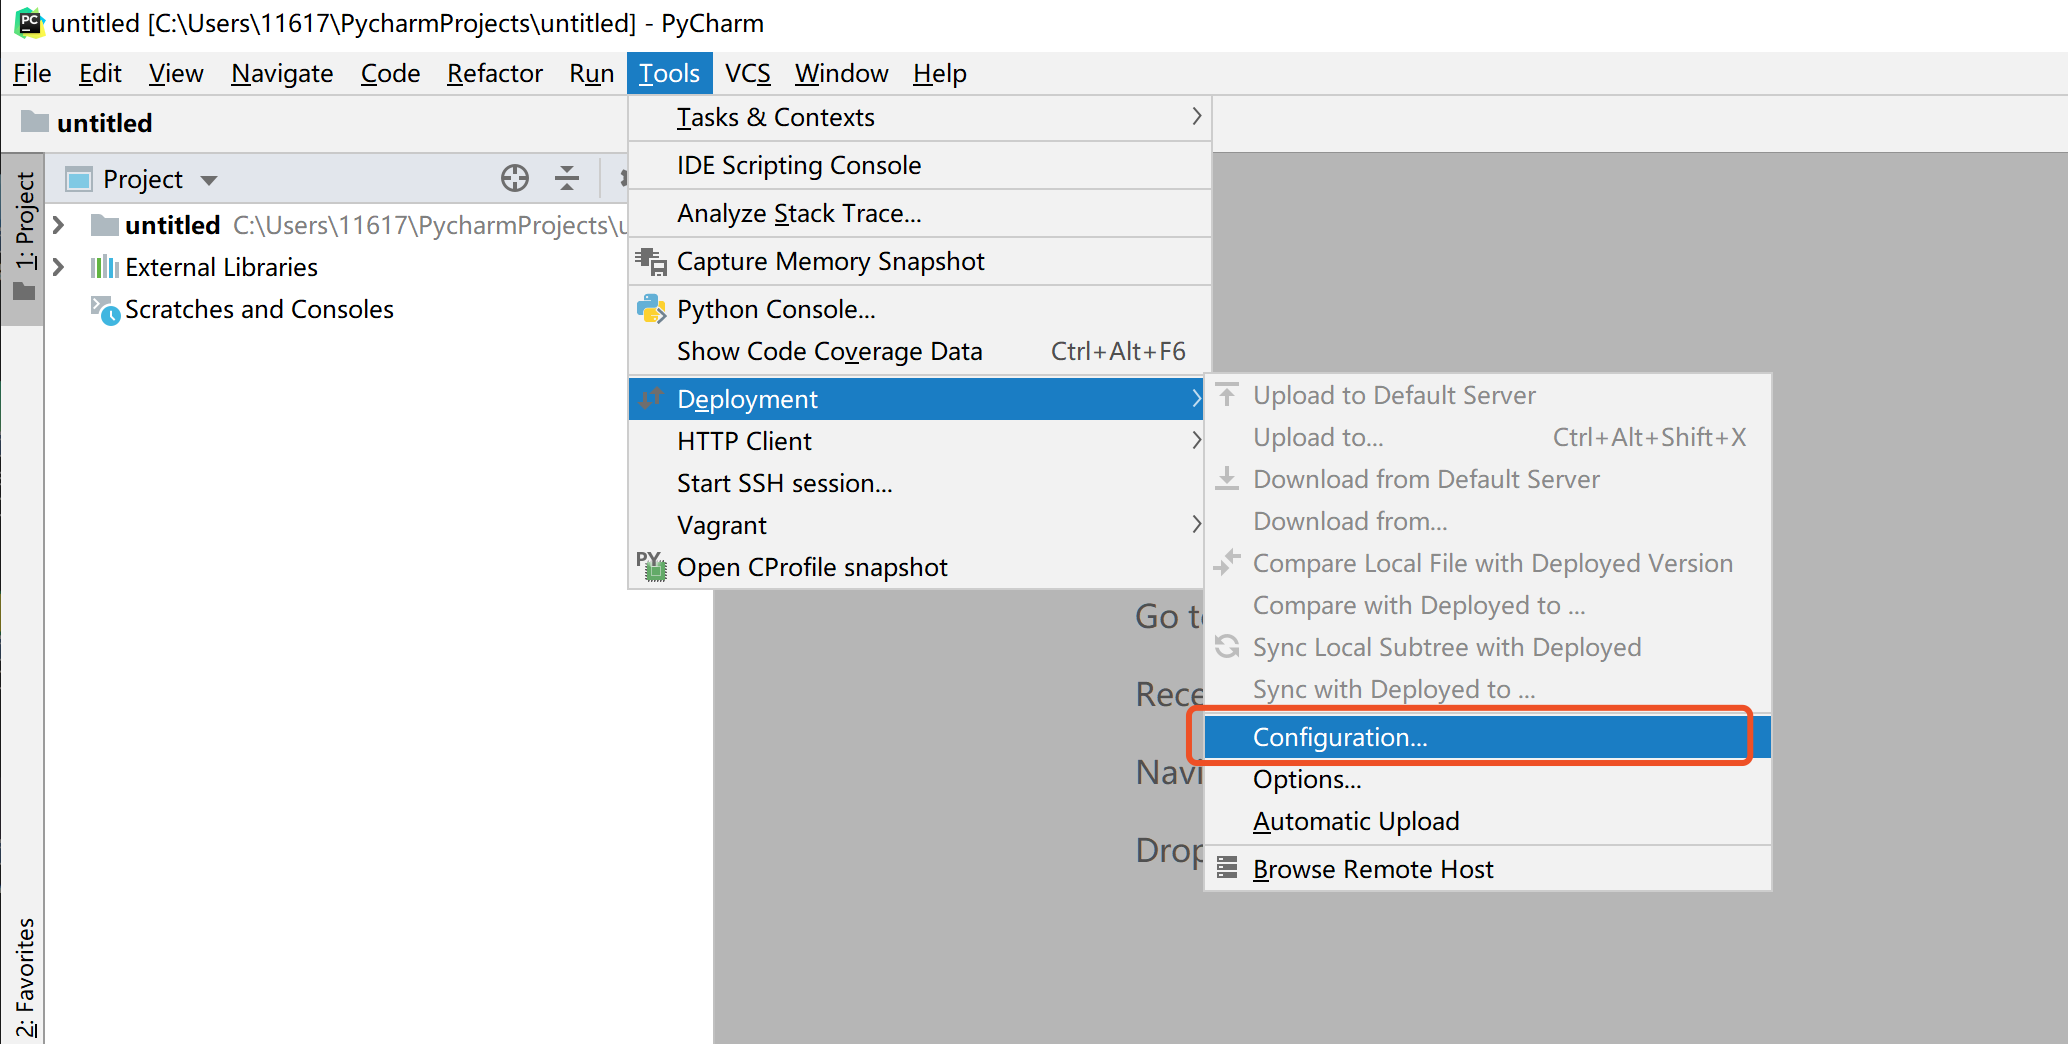 untitled [C:\Users\11617\PycharmProjects\untitled] - PyCharm
File Edit View Navigate Code Refactor Run Tools VCS Window Help
untitled
1: Project
Project
untitled C:\Users\11617\PycharmProjects\u
External Libraries
Scratches and Consoles
2: Favorites
Tasks & Contexts
IDE Scripting Console
Analyze Stack Trace...
Capture Memory Snapshot
Python Console...
Show Code Coverage Data Ctrl+Alt+F6
Deployment
HTTP Client
Start SSH session...
Vagrant
Open CProfile snapshot
Upload to Default Server
Upload to... Ctrl+Alt+Shift+X
Download from Default Server
Download from...
Compare Local File with Deployed Version
Compare with Deployed to ...
Sync Local Subtree with Deployed
Sync with Deployed to ...
Configuration...
Options...
Automatic Upload
Browse Remote Host
Go to
Rece
Navi
Drop